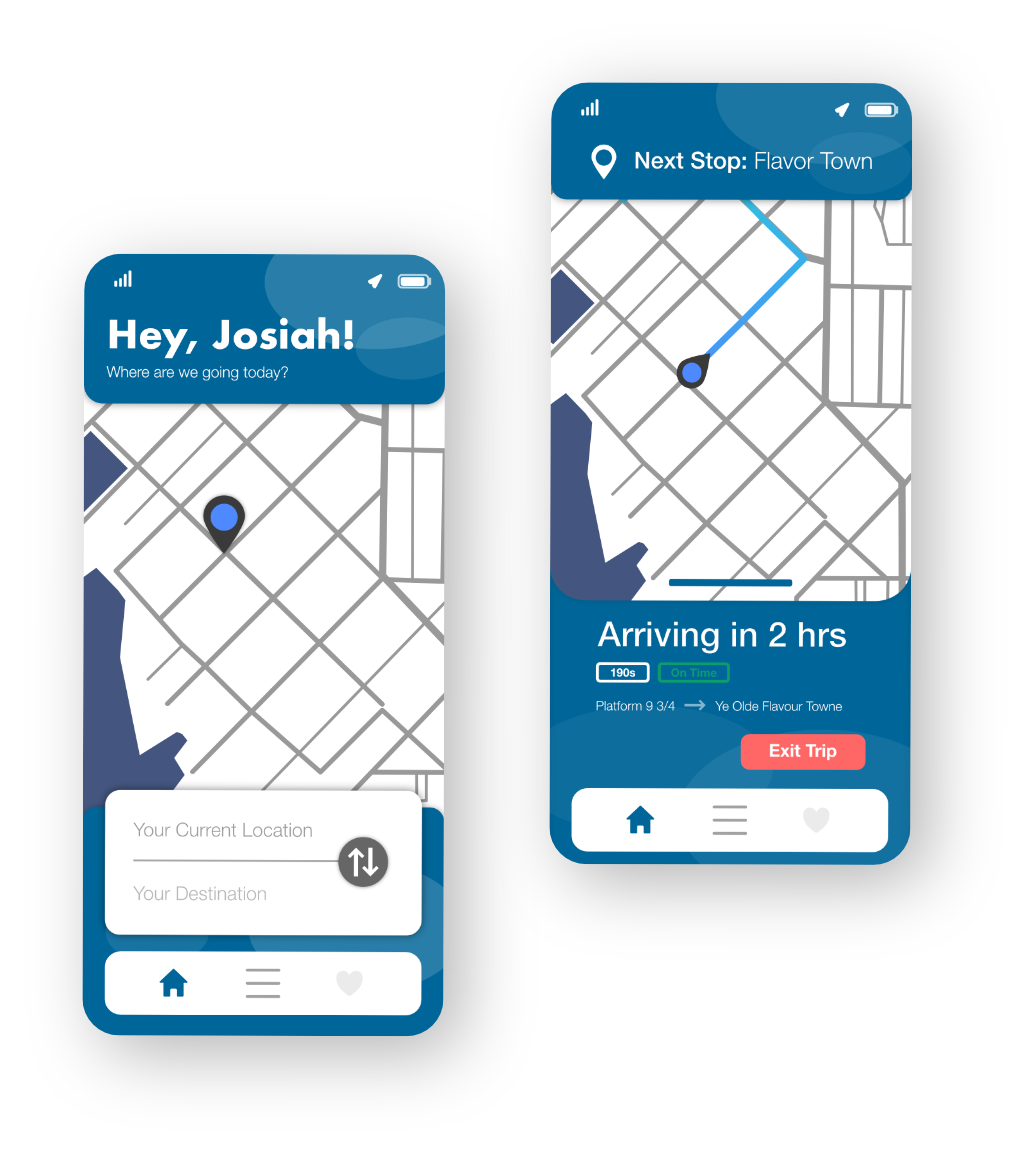 Hey, Josiah!
Where are we going today?
Your Current Location
Your Destination
Next Stop: Flavor Town
Arriving in 2 hrs
190s On Time
Platform 9 3/4 Ye Olde Flavour Towne
Exit Trip